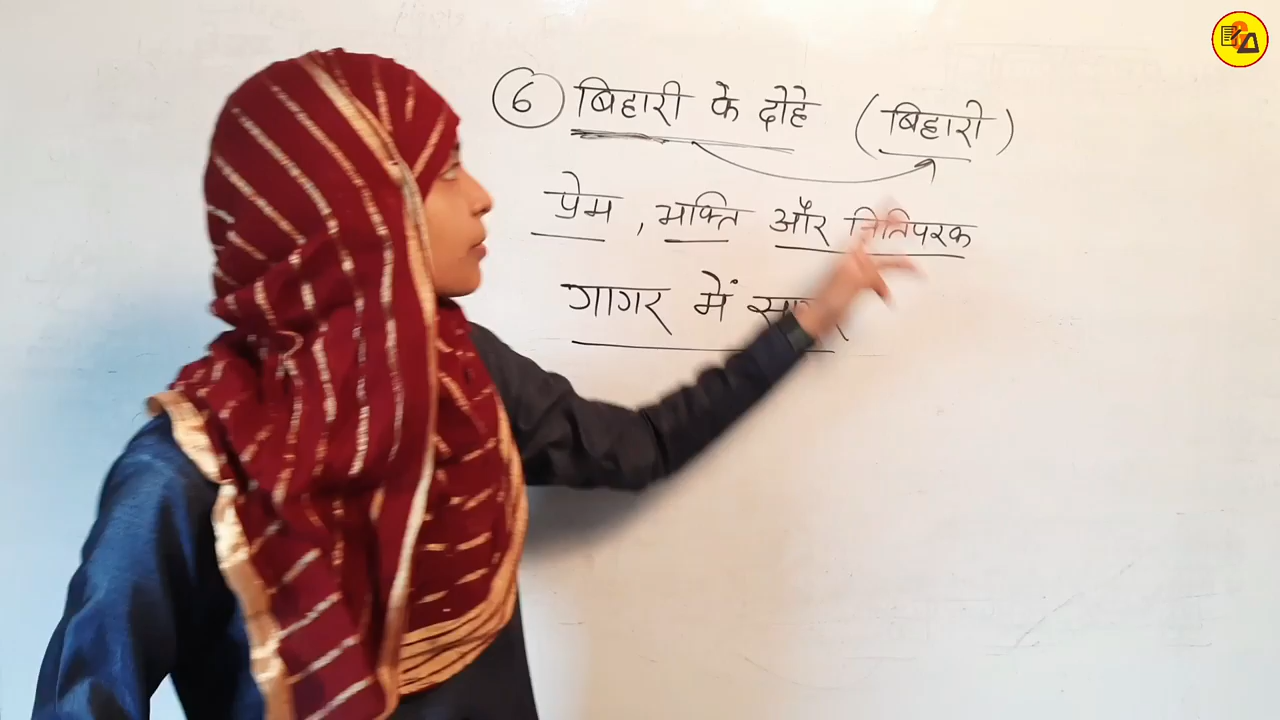 6 बिहारी के दोहे (बिहारी)
प्रेम, भक्ति और नितिपरक
गागर में